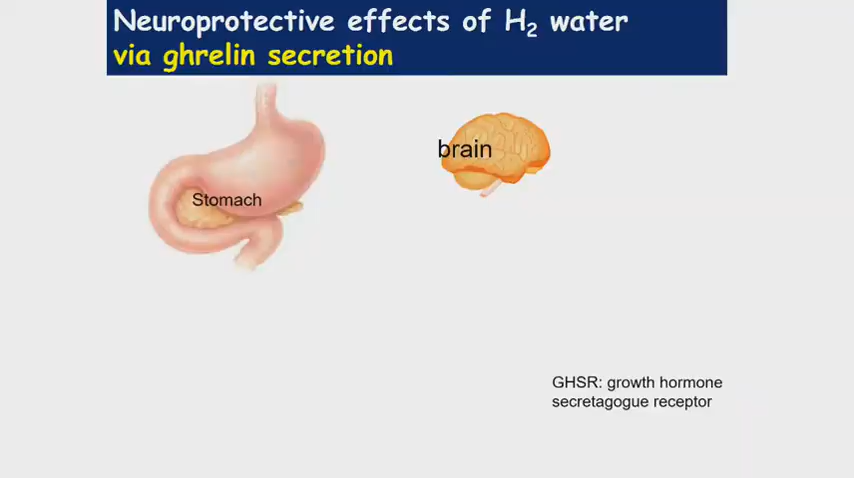 Neuroprotective effects of H₂ water
via ghrelin secretion
brain
Stomach
GHSR: growth hormone
secretagogue receptor